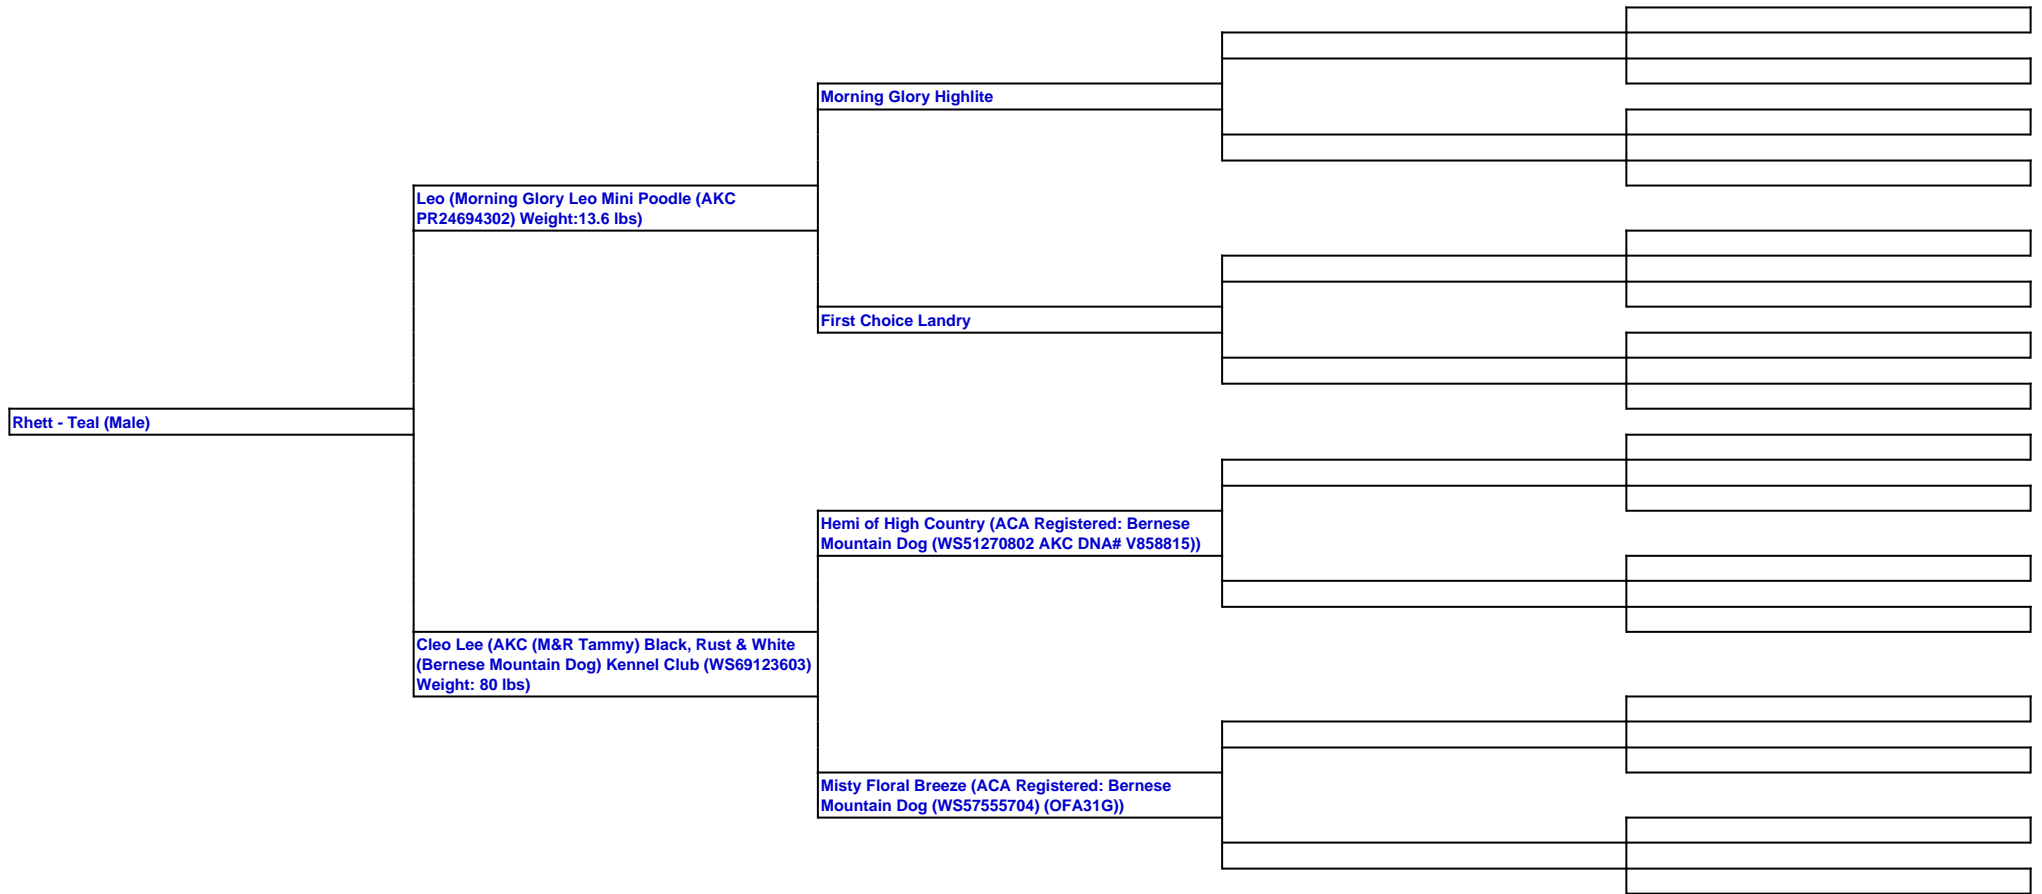 Morning Glory Highlite
Leo (Morning Glory Leo Mini Poodle (AKC
PR24694302) Weight:13.6 lbs)
First Choice Landry
Rhett - Teal (Male)
Hemi of High Country (ACA Registered: Bernese
Mountain Dog (WS51270802 AKC DNA# V858815))
Cleo Lee (AKC (M&R Tammy) Black, Rust & White
(Bernese Mountain Dog) Kennel Club (WS69123603)
Weight: 80 lbs)
Misty Floral Breeze (ACA Registered: Bernese
Mountain Dog (WS57555704) (OFA31G))